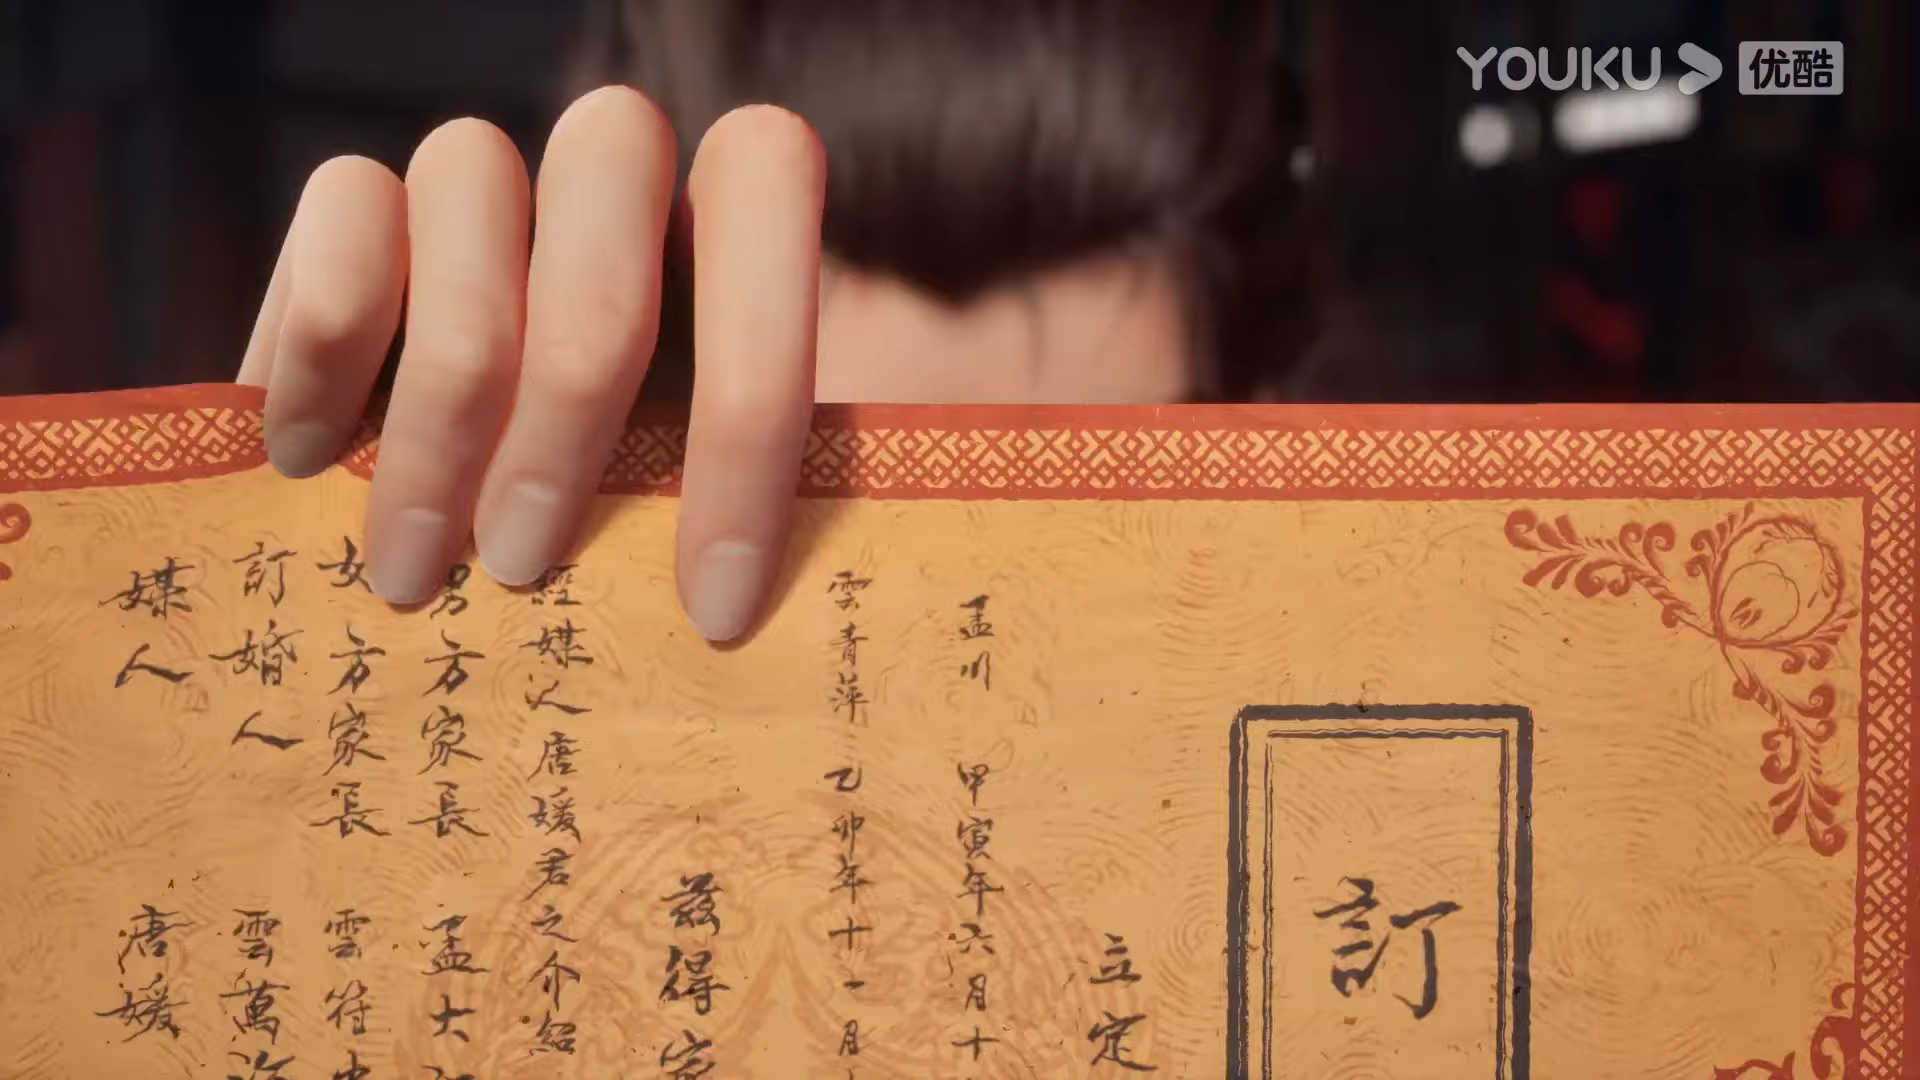 YOUKU 优酷
訂
立定
孟川 甲寅年六月十
雲青萍 乙卯年十一月
茲得家
經媒人唐媛君之介紹
男方家長 孟大江
女方家長 雲符
訂婚人 雲萬
媒人 唐媛